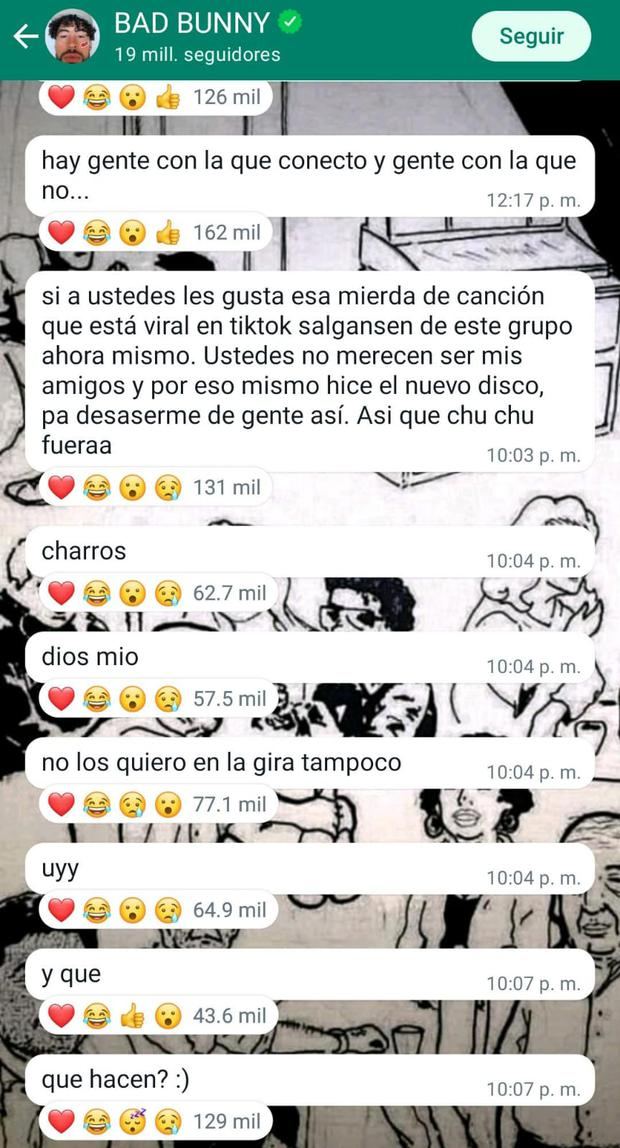 BAD BUNNY
19 mill. seguidores
Seguir
126 mil
hay gente con la que conecto y gente con la que
no...
12:17 p. m.
162 mil
si a ustedes les gusta esa mierda de canción
que está viral en tiktok salgansen de este grupo
ahora mismo. Ustedes no merecen ser mis
amigos y por eso mismo hice el nuevo disco,
pa desaserme de gente así. Asi que chu chu
fueraa
10:03 p. m.
131 mil
charros
10:04 p. m.
62.7 mil
dios mio
10:04 p. m.
57.5 mil
no los quiero en la gira tampoco
10:04 p. m.
77.1 mil
uyy
10:04 p. m.
64.9 mil
y que
10:07 p. m.
43.6 mil
que hacen? :)
10:07 p. m.
129 mil